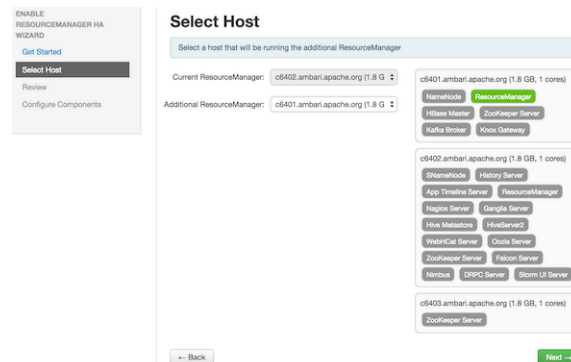 ENABLE
RESOURCEMANAGER HA
WIZARD
Get Started
Select Host
Review
Configure Components
Select Host
Select a host that will be running the additional ResourceManager
Current ResourceManager: c6402.ambari.apache.org (1.8 G
Additional ResourceManager: c6401.ambari.apache.org (1.8 G
c6401.ambari.apache.org (1.8 GB, 1 cores)
NameNode ResourceManager
HBase Master ZooKeeper Server
Kafka Broker Knox Gateway
c6402.ambari.apache.org (1.8 GB, 1 cores)
SNameNode History Server
App Timeline Server ResourceManager
Nagios Server Ganglia Server
Hive Metastore HiveServer2
WebHCat Server Oozie Server
ZooKeeper Server Falcon Server
Nimbus DRPC Server Storm UI Server
c6403.ambari.apache.org (1.8 GB, 1 cores)
ZooKeeper Server
← Back
Next →